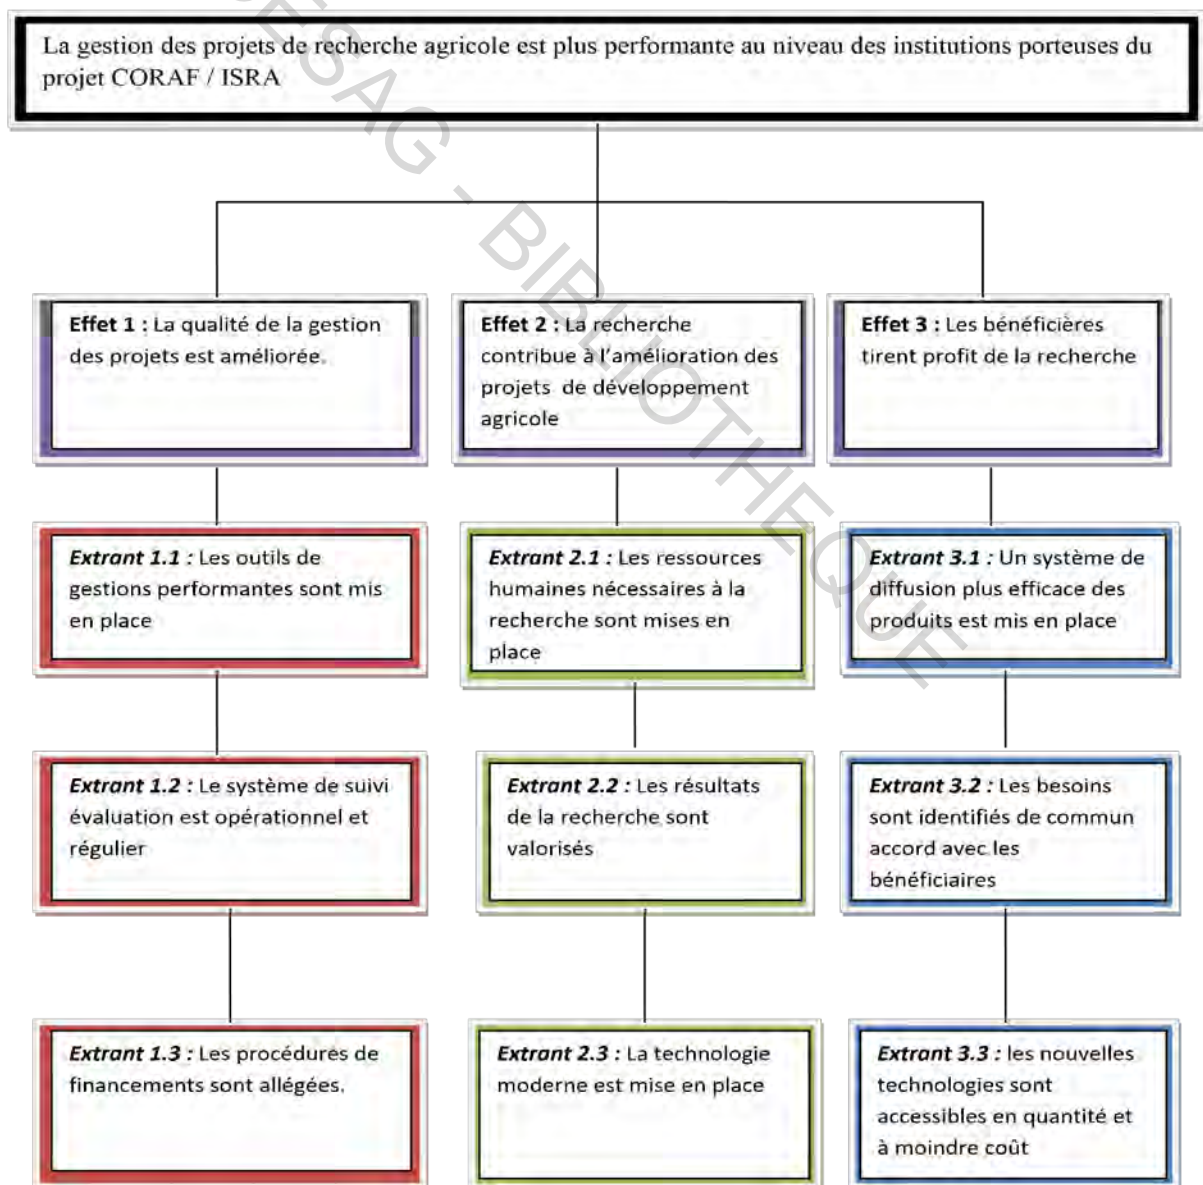 La gestion des projets de recherche agricole est plus performante au niveau des institutions porteuses du
projet CORAF / ISRA
Effet 1 : La qualité de la gestion
des projets est améliorée.
Effet 2 : La recherche
contribue à l'amélioration des
projets de développement
agricole
Effet 3 : Les bénéficières
tirent profit de la recherche
Extrant 1.1 : Les outils de
gestions performantes sont mis
en place
Extrant 2.1 : Les ressources
humaines nécessaires à la
recherche sont mises en
place
Extrant 3.1 : Un système de
diffusion plus efficace des
produits est mis en place
Extrant 1.2 : Le système de suivi
évaluation est opérationnel et
régulier
Extrant 2.2 : Les résultats
de la recherche sont
valorisés
Extrant 3.2 : Les besoins
sont identifiés de commun
accord avec les
bénéficiaires
Extrant 1.3 : Les procédures de
financements sont allégées.
Extrant 2.3 : La technologie
moderne est mise en place
Extrant 3.3 : les nouvelles
technologies sont
accessibles en quantité et
à moindre coût
CESAG - BIBLIOTHEQUE